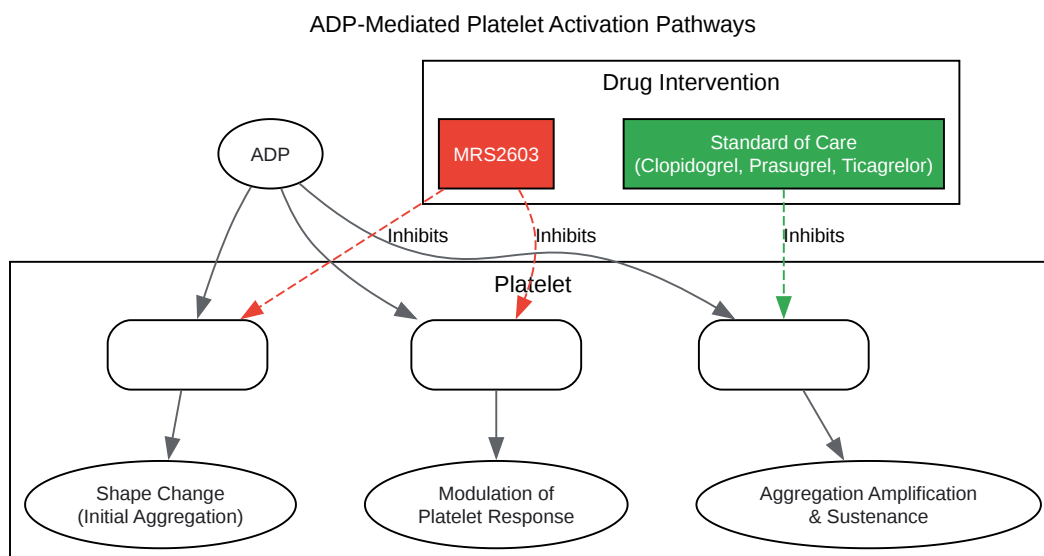 ADP-Mediated Platelet Activation Pathways
Drug Intervention
ADP
MRS2603
Standard of Care
(Clopidogrel, Prasugrel, Ticagrelor)
Inhibits
Inhibits
Inhibits
Platelet
Shape Change
(Initial Aggregation)
Modulation of
Platelet Response
Aggregation Amplification
& Sustenance